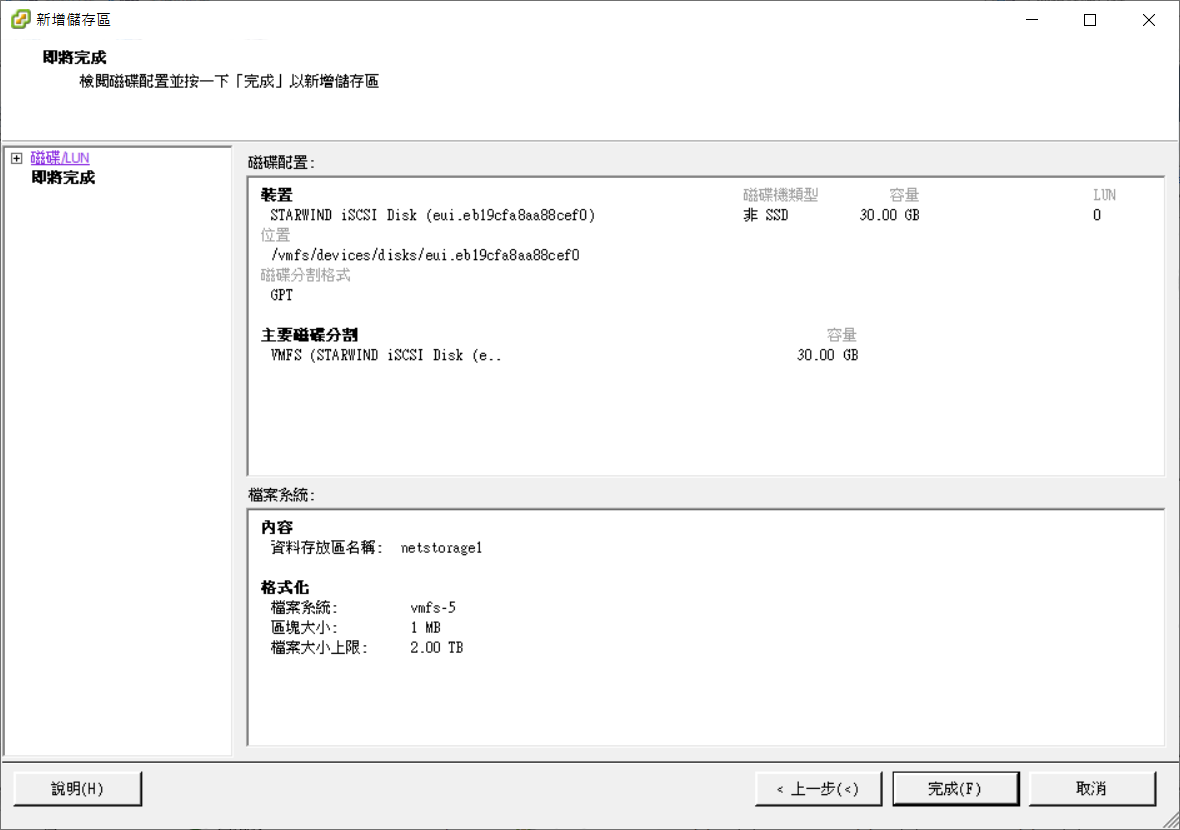 新增儲存區
即將完成
檢閱磁碟配置並按一下「完成」以新增儲存區
磁碟/LUN
即將完成
磁碟配置:
裝置 磁碟機類型 容量 LUN
STARWIND iSCSI Disk (eui.eb19cfa8aa88cef0) 非 SSD 30.00 GB 0
位置
/vmfs/devices/disks/eui.eb19cfa8aa88cef0
磁碟分割格式
GPT
主要磁碟分割 容量
VMFS (STARWIND iSCSI Disk (e.. 30.00 GB
檔案系統:
內容
資料存放區名稱: netstorage1
格式化
檔案系統: vmfs-5
區塊大小: 1 MB
檔案大小上限: 2.00 TB
說明(H) < 上一步(<) 完成(F) 取消